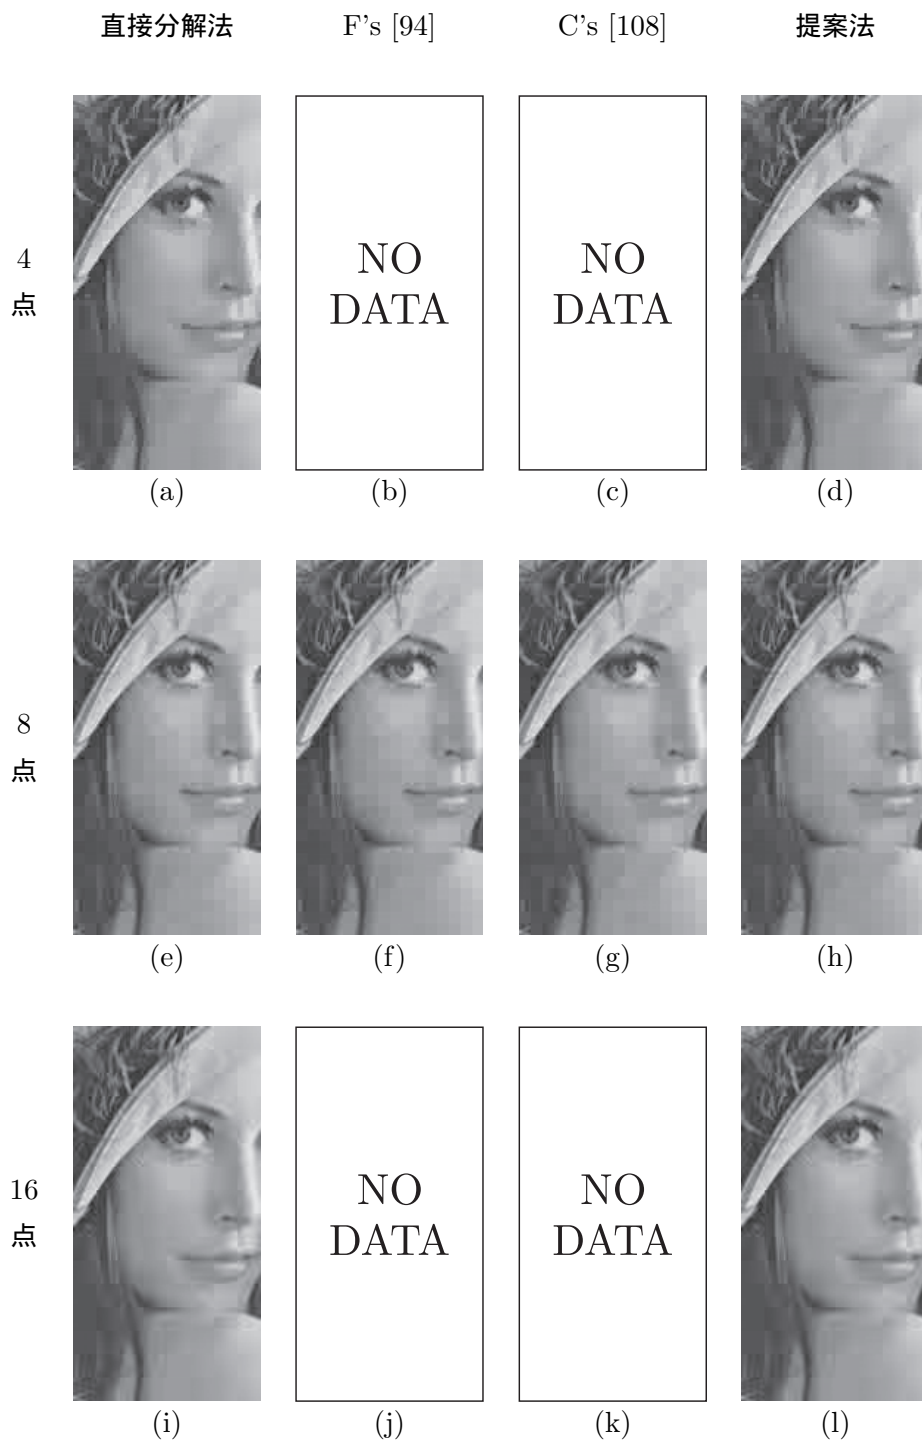 直接分解法 F's [94] C's [108] 提案法
4
点
NO
DATA
NO
DATA
(a) (b) (c) (d)
8
点
(e) (f) (g) (h)
16
点
NO
DATA
NO
DATA
(i) (j) (k) (l)